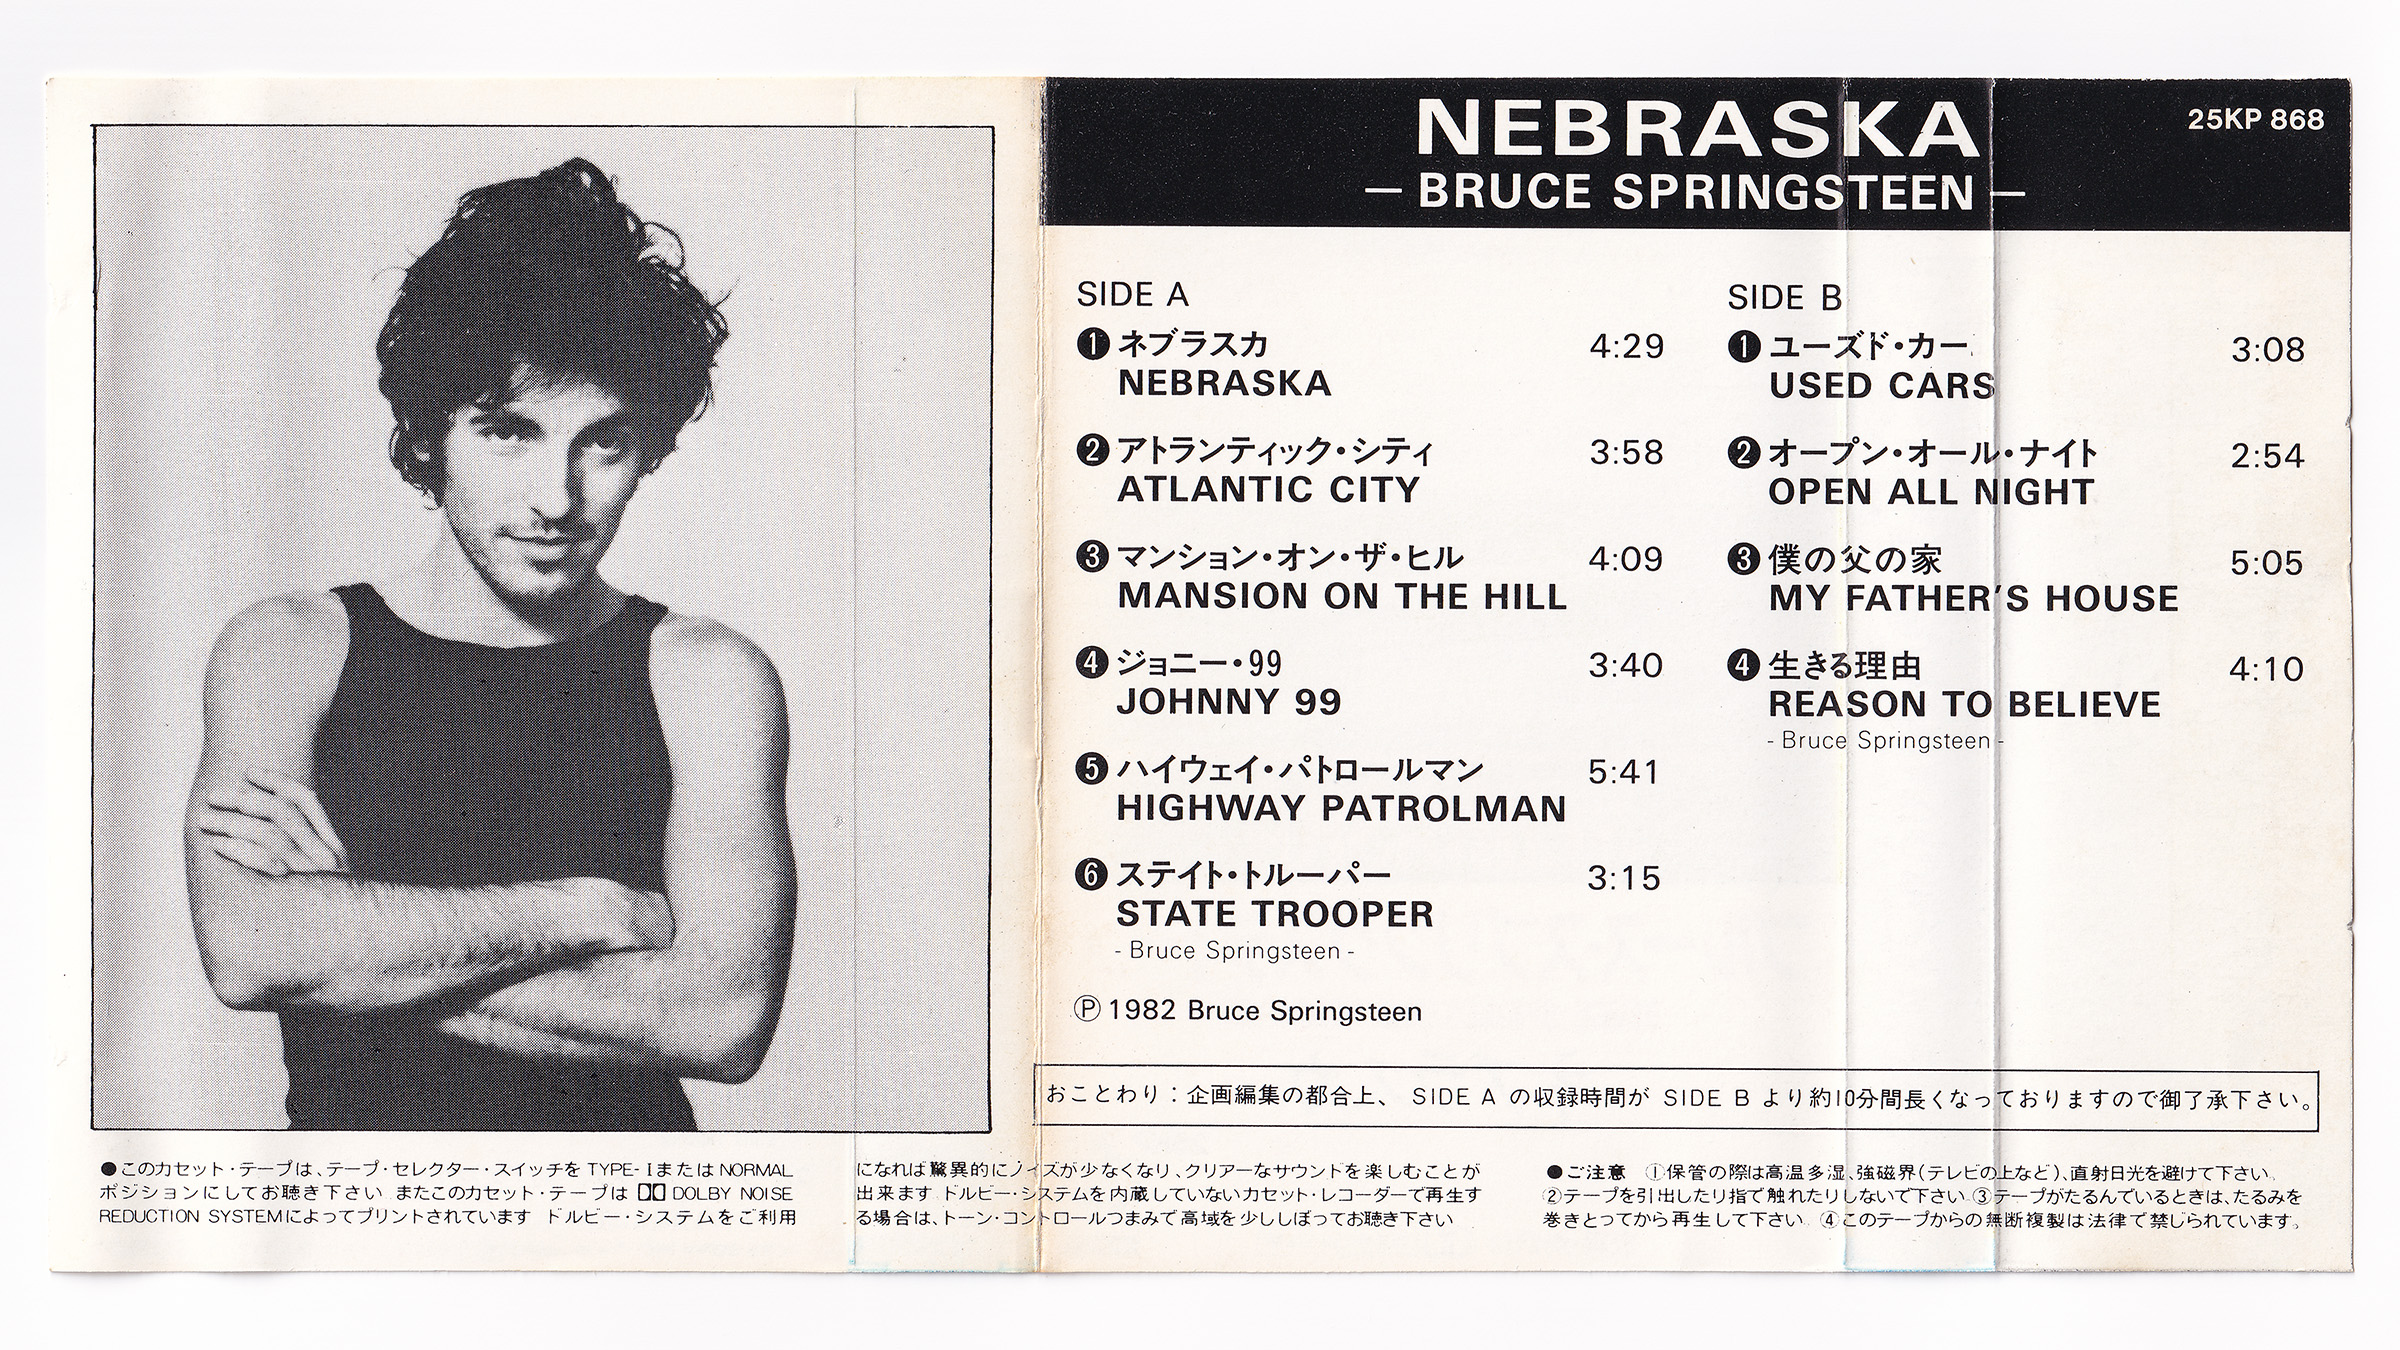 NEBRASKA
— BRUCE SPRINGSTEEN —
25KP 868
SIDE A
❶ ネブラスカ 4:29
NEBRASKA
❷ アトランティック・シティ 3:58
ATLANTIC CITY
❸ マンション・オン・ザ・ヒル 4:09
MANSION ON THE HILL
❹ ジョニー・99 3:40
JOHNNY 99
❺ ハイウェイ・パトロールマン 5:41
HIGHWAY PATROLMAN
❻ ステイト・トルーパー 3:15
STATE TROOPER
- Bruce Springsteen -
Ⓟ 1982 Bruce Springsteen
SIDE B
❶ ユーズド・カー 3:08
USED CARS
❷ オープン・オール・ナイト 2:54
OPEN ALL NIGHT
❸ 僕の父の家 5:05
MY FATHER'S HOUSE
❹ 生きる理由 4:10
REASON TO BELIEVE
- Bruce Springsteen -
おことわり：企画編集の都合上、 SIDE A の収録時間が SIDE B より約10分間長くなっておりますので御了承下さい。
●このカセット・テープは、テープ・セレクター・スイッチを TYPE-Ⅰまたは NORMAL
ポジションにしてお聴き下さい またこのカセット・テープは DOLBY NOISE
REDUCTION SYSTEMによってプリントされています ドルビー・システムをご利用
になれば驚異的にノイズが少なくなり、クリアーなサウンドを楽しむことが
出来ます ドルビー・システムを内蔵していないカセット・レコーダーで再生す
る場合は、トーン・コントロールつまみで高域を少ししぼってお聴き下さい
●ご注意 ①保管の際は高温多湿、強磁界(テレビの上など)、直射日光を避けて下さい。
②テープを引出したり指で触れたりしないで下さい ③テープがたるんでいるときは、たるみを
巻きとってから再生して下さい。④このテープからの無断複製は法律で禁じられています。